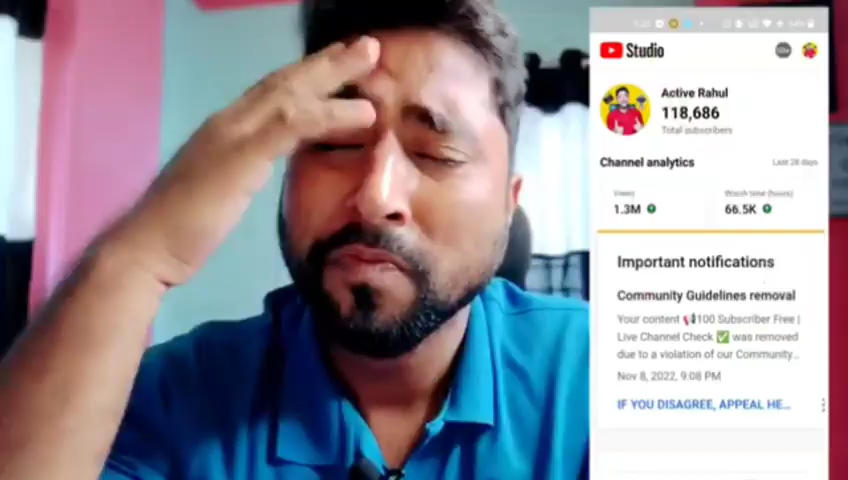 Studio
Active Rahul
118,686
Total subscribers
Channel analytics
Last 28 days
Views
Watch time (hours)
1.3M
66.5K
Important notifications
Community Guidelines removal
Your content 📢100 Subscriber Free |
Live Channel Check ✅ was removed
due to a violation of our Community...
Nov 8, 2022, 9:08 PM
IF YOU DISAGREE, APPEAL HE...